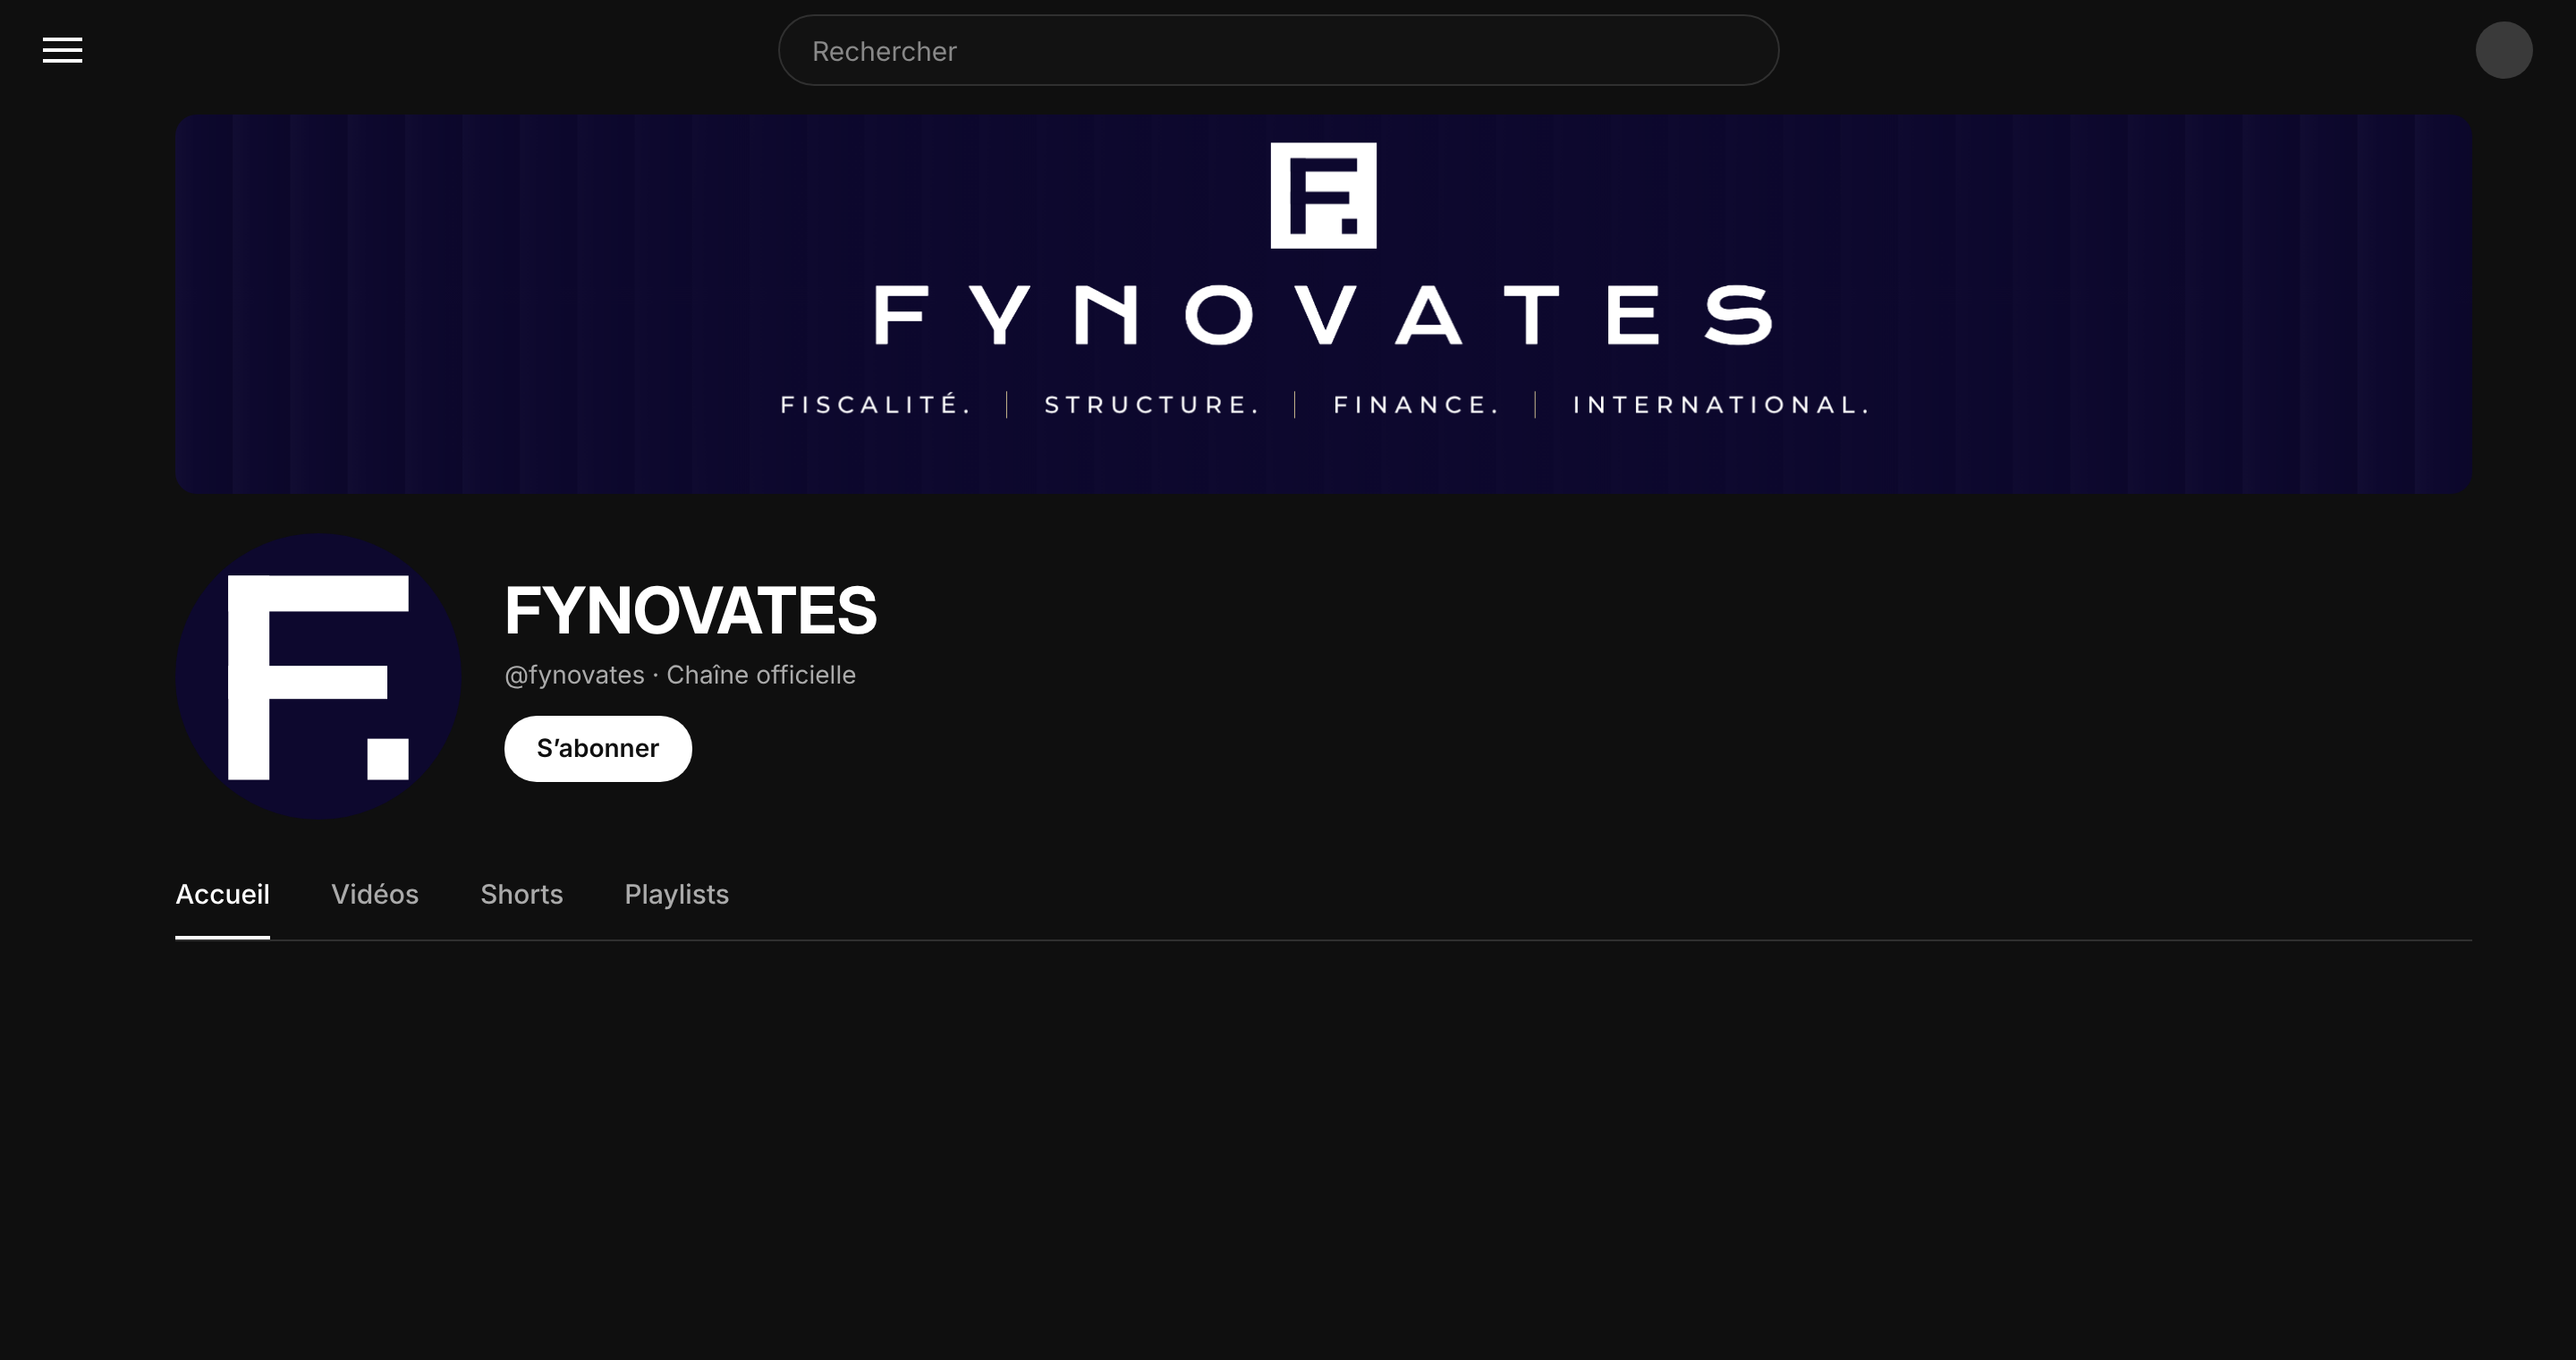 Rechercher
F.
FYNOVATES
FISCALITÉ. | STRUCTURE. | FINANCE. | INTERNATIONAL.
F.
FYNOVATES
@fynovates · Chaîne officielle
S’abonner
Accueil Vidéos Shorts Playlists